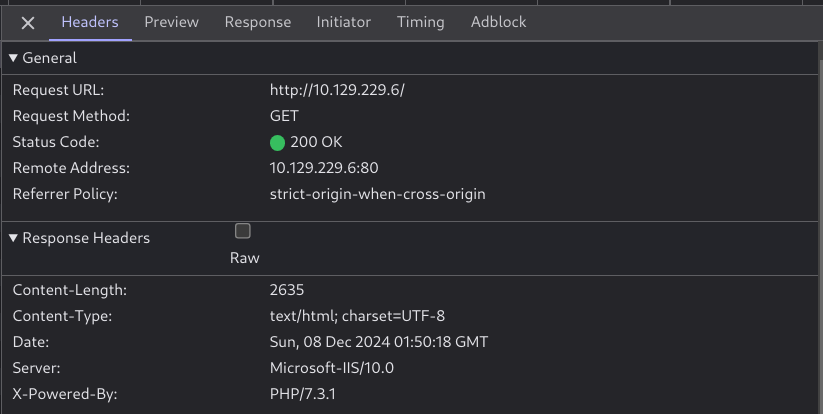 Headers Preview Response Initiator Timing Adblock
General
Request URL: http://10.129.229.6/
Request Method: GET
Status Code: 200 OK
Remote Address: 10.129.229.6:80
Referrer Policy: strict-origin-when-cross-origin
Response Headers
Raw
Content-Length: 2635
Content-Type: text/html; charset=UTF-8
Date: Sun, 08 Dec 2024 01:50:18 GMT
Server: Microsoft-IIS/10.0
X-Powered-By: PHP/7.3.1